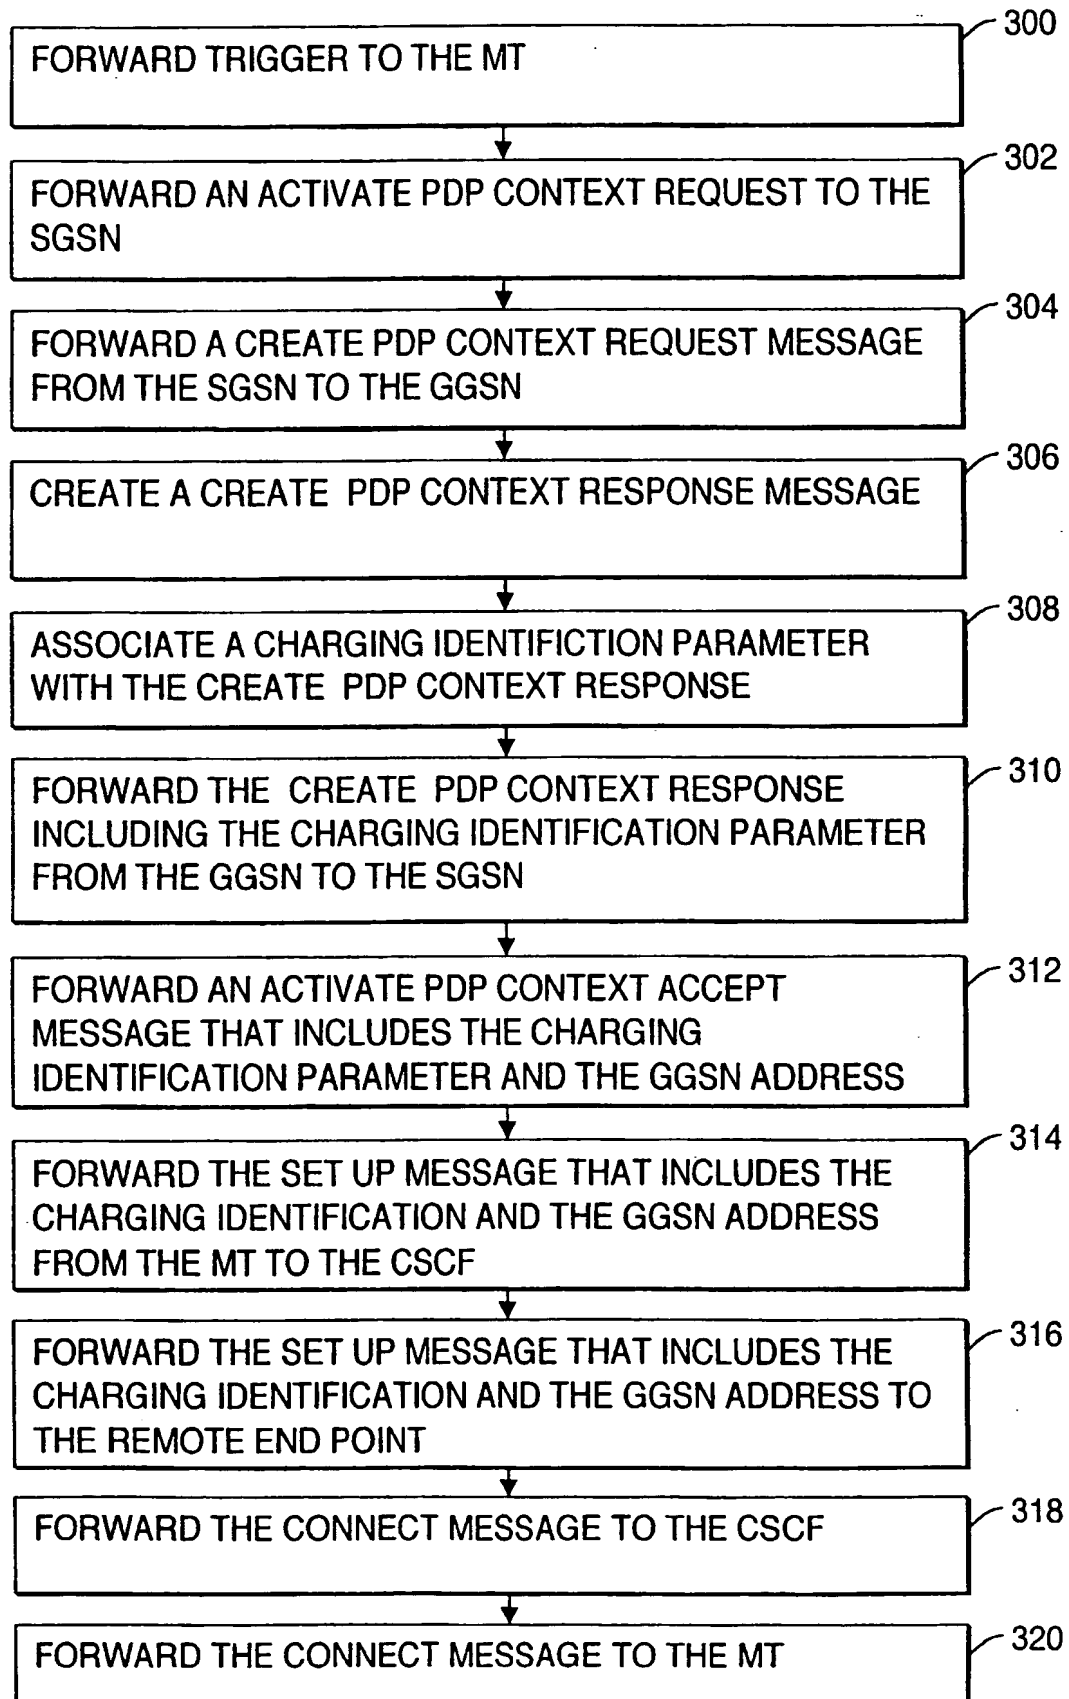 300
FORWARD TRIGGER TO THE MT
302
FORWARD AN ACTIVATE PDP CONTEXT REQUEST TO THE
SGSN
304
FORWARD A CREATE PDP CONTEXT REQUEST MESSAGE
FROM THE SGSN TO THE GGSN
306
CREATE A CREATE PDP CONTEXT RESPONSE MESSAGE
308
ASSOCIATE A CHARGING IDENTIFICTION PARAMETER
WITH THE CREATE PDP CONTEXT RESPONSE
310
FORWARD THE CREATE PDP CONTEXT RESPONSE
INCLUDING THE CHARGING IDENTIFICATION PARAMETER
FROM THE GGSN TO THE SGSN
312
FORWARD AN ACTIVATE PDP CONTEXT ACCEPT
MESSAGE THAT INCLUDES THE CHARGING
IDENTIFICATION PARAMETER AND THE GGSN ADDRESS
314
FORWARD THE SET UP MESSAGE THAT INCLUDES THE
CHARGING IDENTIFICATION AND THE GGSN ADDRESS
FROM THE MT TO THE CSCF
316
FORWARD THE SET UP MESSAGE THAT INCLUDES THE
CHARGING IDENTIFICATION AND THE GGSN ADDRESS TO
THE REMOTE END POINT
318
FORWARD THE CONNECT MESSAGE TO THE CSCF
320
FORWARD THE CONNECT MESSAGE TO THE MT